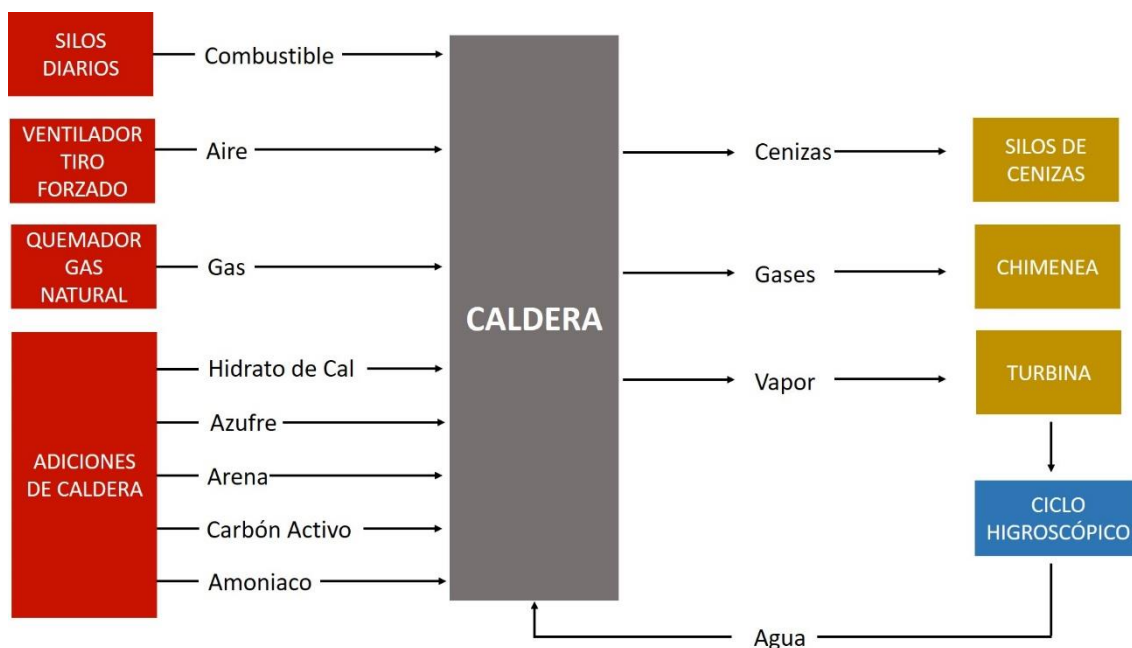 SILOS
DIARIOS
Combustible
VENTILADOR
TIRO
FORZADO
Aire
QUEMADOR
GAS
NATURAL
Gas
ADICIONES
DE CALDERA
Hidrato de Cal
Azufre
Arena
Carbón Activo
Amoniaco
CALDERA
Cenizas
SILOS DE
CENIZAS
Gases
CHIMENEA
Vapor
TURBINA
CICLO
HIGROSCÓPICO
Agua